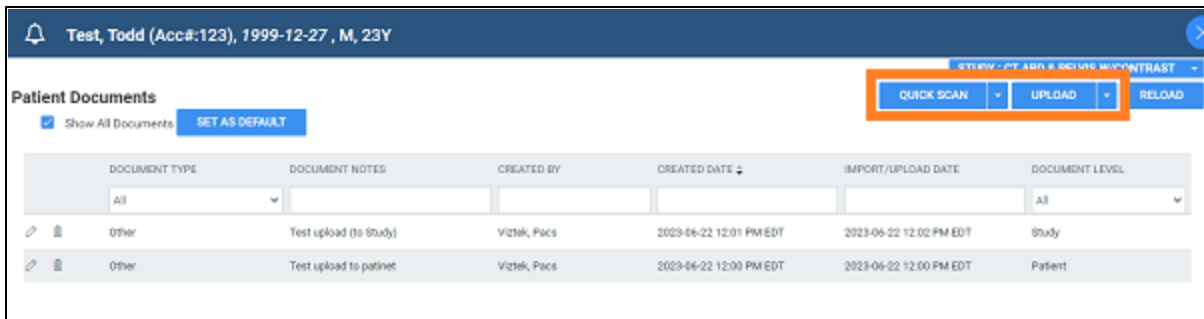 Test, Todd (Acc#:123), 1999-12-27 , M, 23Y
STUDY : CT ABD & PELVIS W/CONTRAST
Patient Documents
QUICK SCAN UPLOAD RELOAD
Show All Documents SET AS DEFAULT
DOCUMENT TYPE DOCUMENT NOTES CREATED BY CREATED DATE IMPORT/UPLOAD DATE DOCUMENT LEVEL
All All
Other Test upload (to Study) Viztek, Pacs 2023-06-22 12:01 PM EDT 2023-06-22 12:02 PM EDT Study
Other Test upload to patinet Viztek, Pacs 2023-06-22 12:00 PM EDT 2023-06-22 12:00 PM EDT Patient